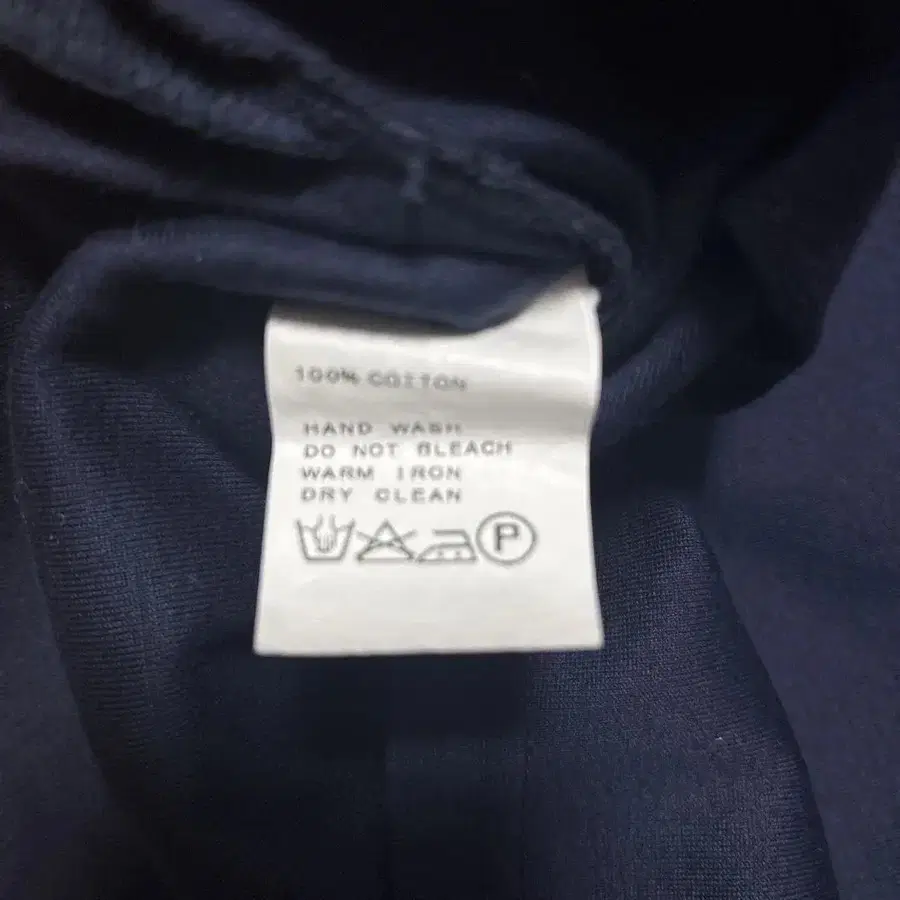 100% COTTON
HAND WASH
DO NOT BLEACH
WARM IRON
DRY CLEAN
P